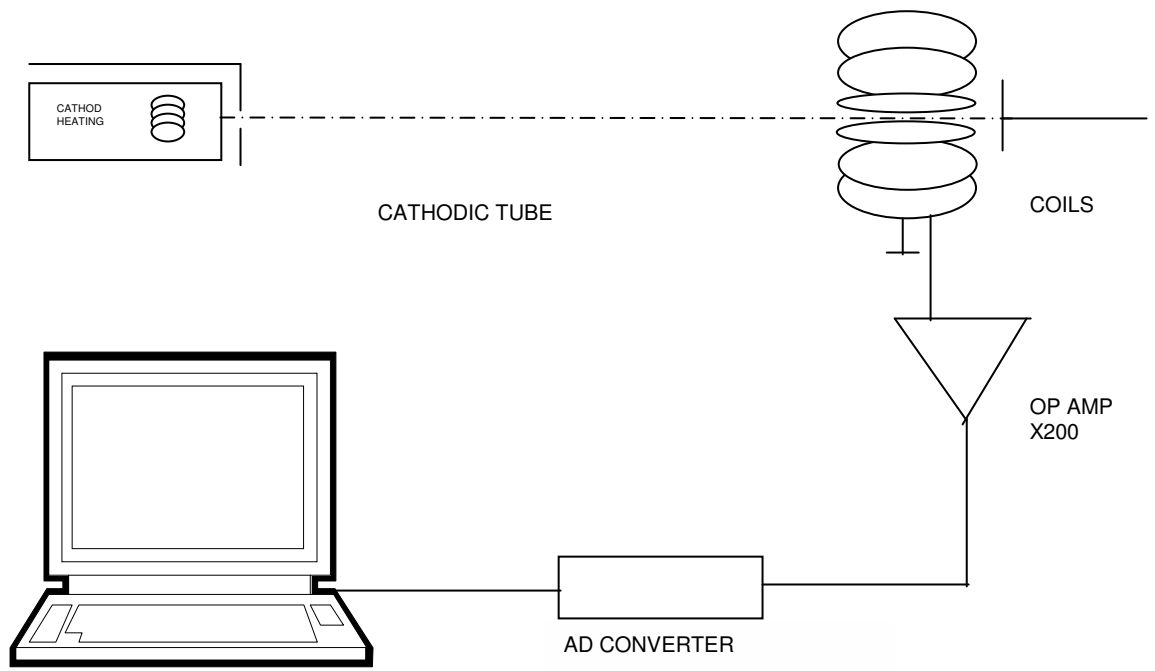 CATHOD
HEATING
CATHODIC TUBE
COILS
OP AMP
X200
AD CONVERTER